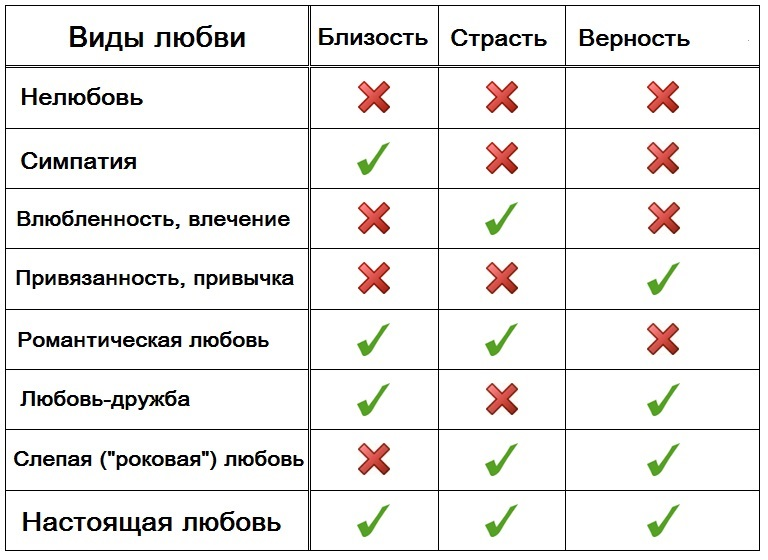 Виды любви Близость Страсть Верность
Нелюбовь
Симпатия
Влюбленность, влечение
Привязанность, привычка
Романтическая любовь
Любовь-дружба
Слепая ("роковая") любовь
Настоящая любовь